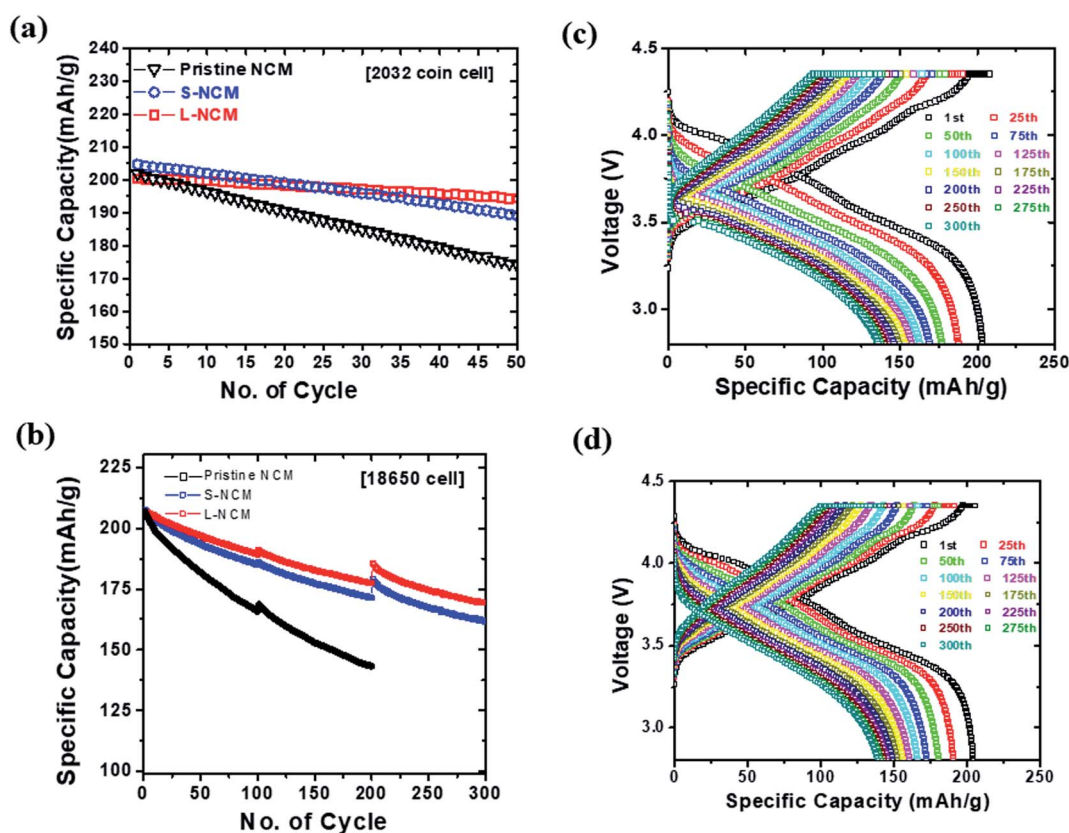 (a)
240
230
220
210
200
190
180
170
160
150
Specific Capacity(mAh/g)
Pristine NCM
S-NCM
L-NCM
[2032 coin cell]
0 5 10 15 20 25 30 35 40 45 50
No. of Cycle
(b)
225
200
175
150
125
100
Specific Capacity(mAh/g)
Pristine NCM
S-NCM
L-NCM
[18650 cell]
0 50 100 150 200 250 300
No. of Cycle
(c)
4.5
4.0
3.5
3.0
Voltage (V)
1st 25th
50th 75th
100th 125th
150th 175th
200th 225th
250th 275th
300th
0 50 100 150 200 250
Specific Capacity (mAh/g)
(d)
4.5
4.0
3.5
3.0
Voltage (V)
1st 25th
50th 75th
100th 125th
150th 175th
200th 225th
250th 275th
300th
0 50 100 150 200 250
Specific Capacity (mAh/g)